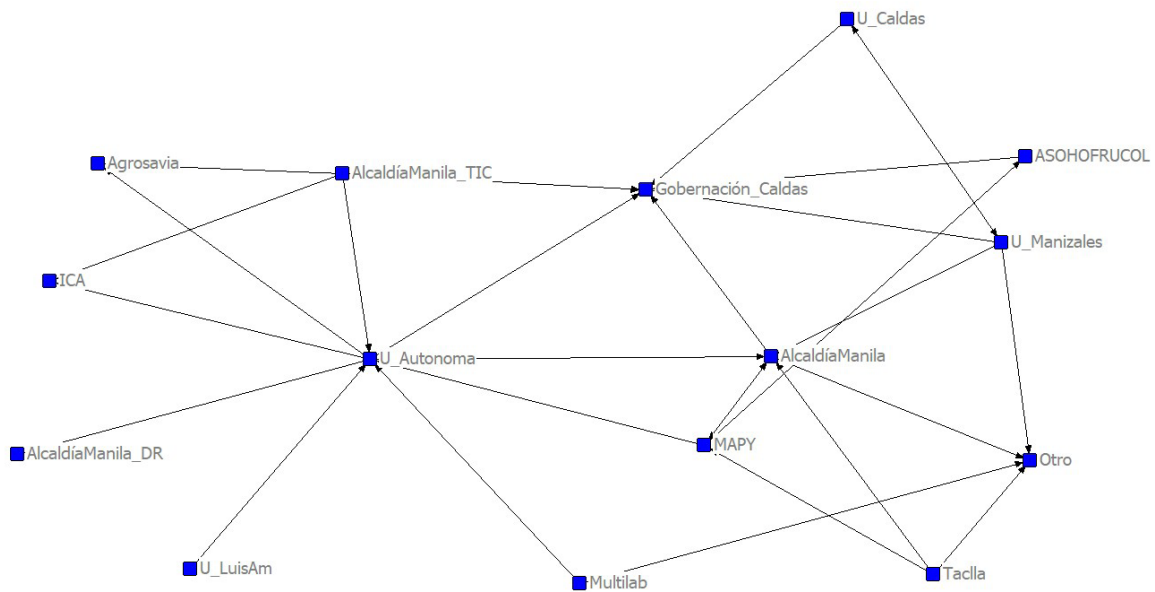 U_Caldas
ASOHOFRUCOL
Agrosavia
AlcaldíaManila_TIC
Gobernación_Caldas
U_Manizales
ICA
U_Autonoma
AlcaldíaManila
MAPY
AlcaldíaManila_DR
Otro
U_LuisAm
Multilab
Taclla